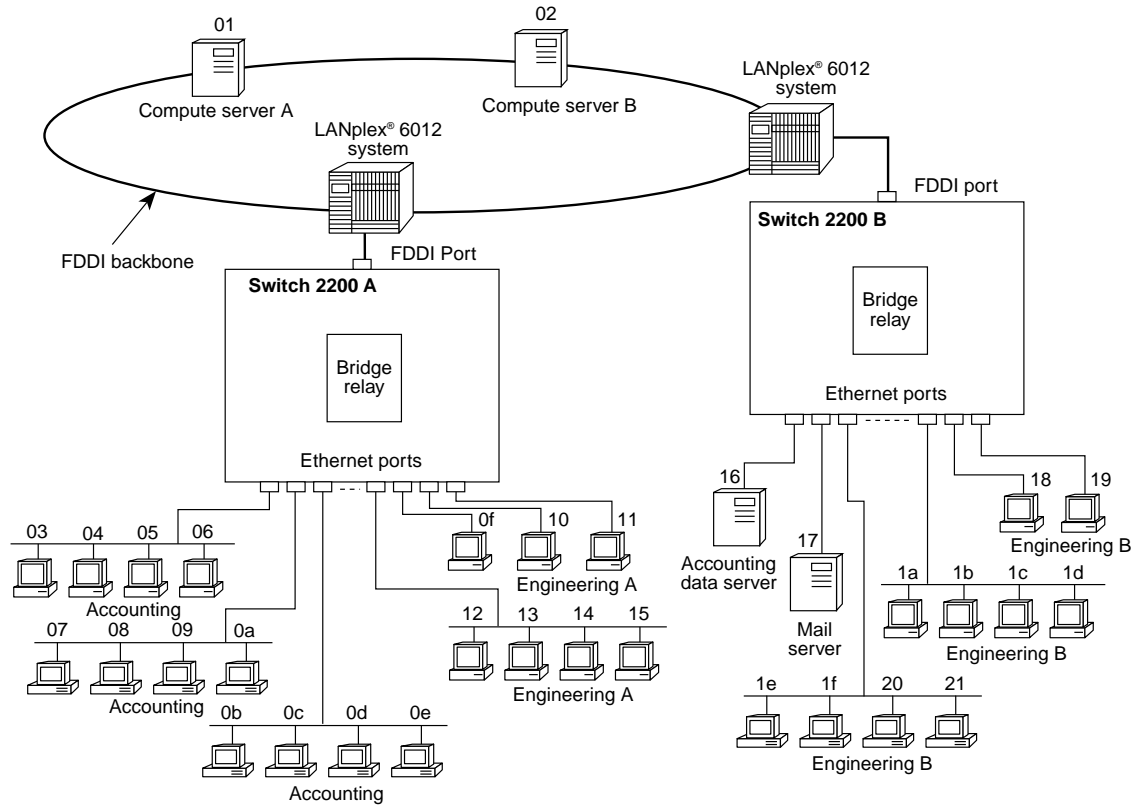 01
02
Compute server A
Compute server B
LANplex® 6012
system
LANplex® 6012
system
FDDI backbone
FDDI Port
FDDI port
Switch 2200 A
Bridge
relay
Ethernet ports
Switch 2200 B
Bridge
relay
Ethernet ports
03 04 05 06
Accounting
07 08 09 0a
Accounting
0b 0c 0d 0e
Accounting
0f 10 11
Engineering A
12 13 14 15
Engineering A
16
Accounting
data server
17
Mail
server
18 19
Engineering B
1a 1b 1c 1d
Engineering B
1e 1f 20 21
Engineering B